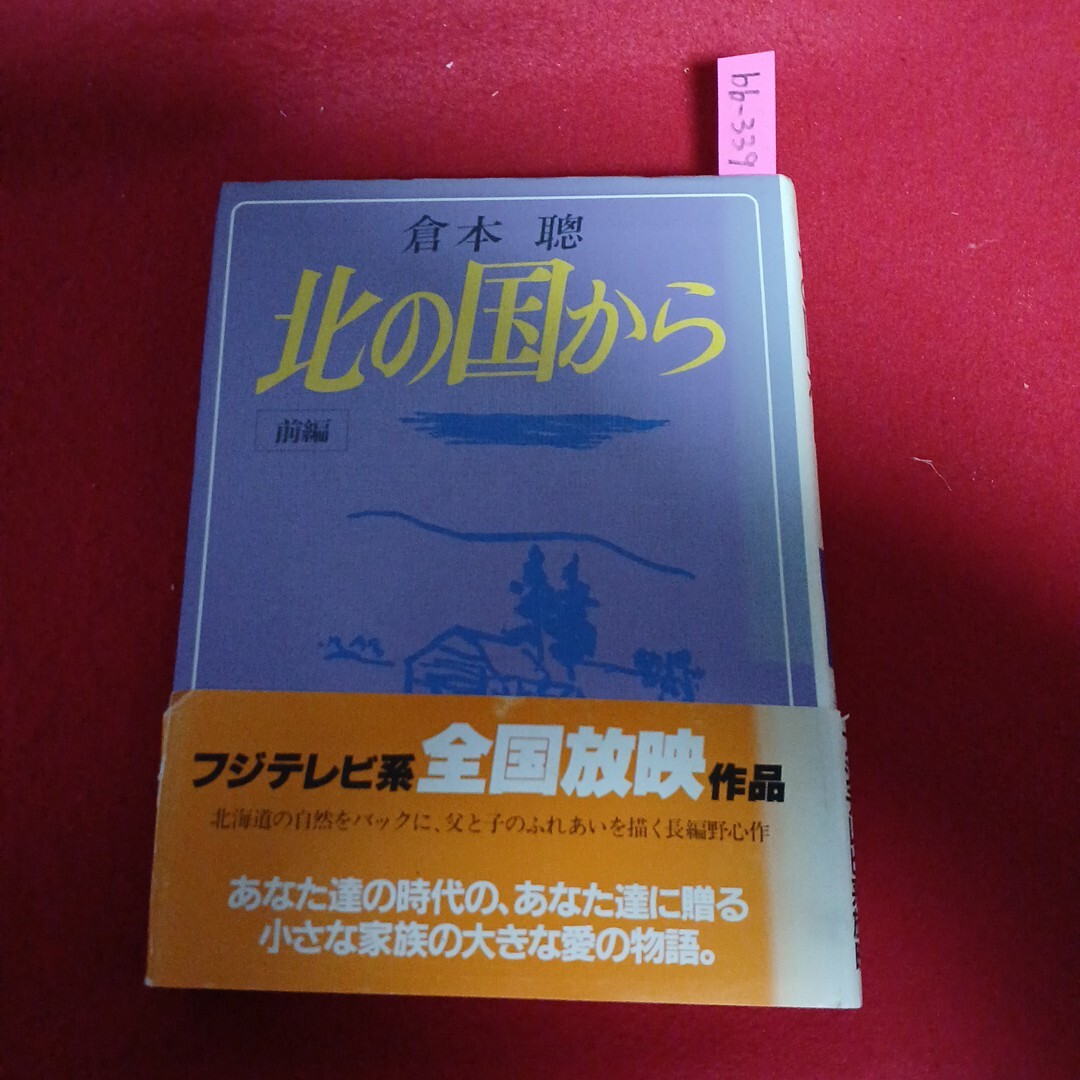 bb-339
倉本 聰
北の国から
前編
フジテレビ系全国放映作品
北海道の自然をバックに、父と子のふれあいを描く長編野心作
あなた達の時代の、あなた達に贈る
小さな家族の大きな愛の物語。